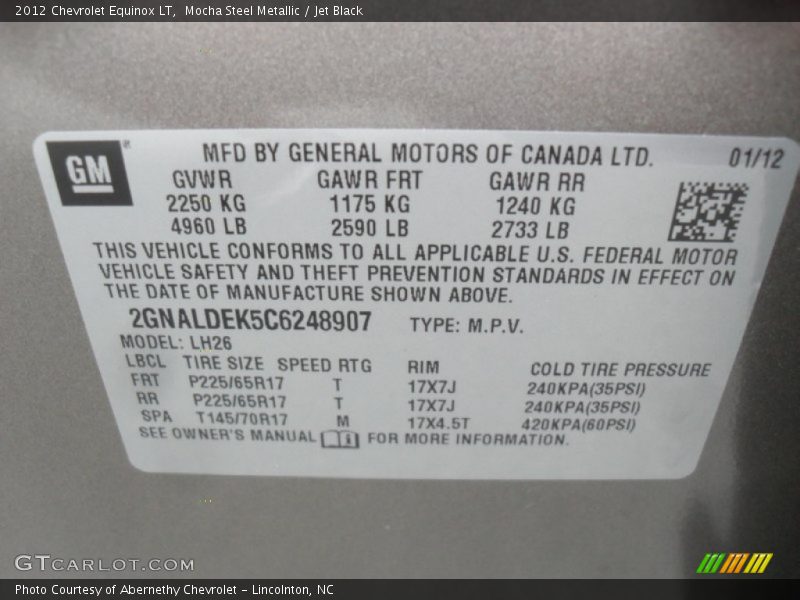 2012 Chevrolet Equinox LT, Mocha Steel Metallic / Jet Black
GM®
MFD BY GENERAL MOTORS OF CANADA LTD. 01/12
GVWR GAWR FRT GAWR RR
2250 KG 1175 KG 1240 KG
4960 LB 2590 LB 2733 LB
THIS VEHICLE CONFORMS TO ALL APPLICABLE U.S. FEDERAL MOTOR
VEHICLE SAFETY AND THEFT PREVENTION STANDARDS IN EFFECT ON
THE DATE OF MANUFACTURE SHOWN ABOVE.
2GNALDEK5C6248907 TYPE: M.P.V.
MODEL: LH26
LBCL TIRE SIZE SPEED RTG RIM COLD TIRE PRESSURE
FRT P225/65R17 T 17X7J 240KPA(35PSI)
RR P225/65R17 T 17X7J 240KPA(35PSI)
SPA T145/70R17 M 17X4.5T 420KPA(60PSI)
SEE OWNER'S MANUAL FOR MORE INFORMATION.
GTCARLOT.COM
Photo Courtesy of Abernethy Chevrolet - Lincolnton, NC